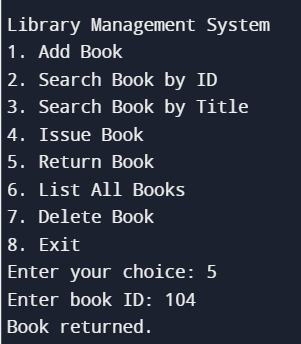 Library Management System
1. Add Book
2. Search Book by ID
3. Search Book by Title
4. Issue Book
5. Return Book
6. List All Books
7. Delete Book
8. Exit
Enter your choice: 5
Enter book ID: 104
Book returned.